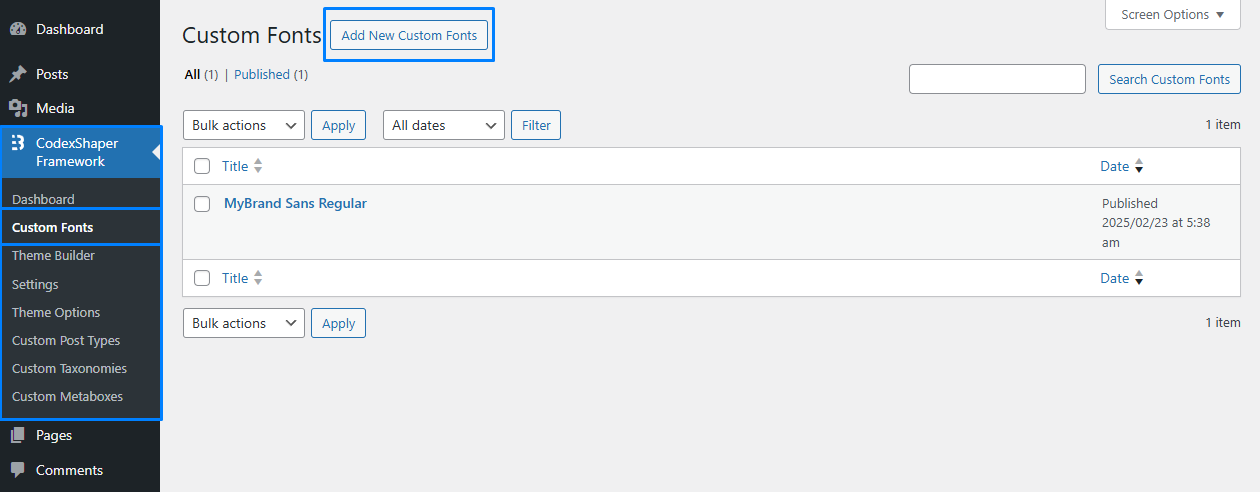 Dashboard
Posts
Media
CodexShaper
Framework
Dashboard
Custom Fonts
Theme Builder
Settings
Theme Options
Custom Post Types
Custom Taxonomies
Custom Metaboxes
Pages
Comments
Screen Options
Custom Fonts Add New Custom Fonts
All (1) | Published (1)
Search Custom Fonts
Bulk actions Apply All dates Filter 1 item
Title Date
MyBrand Sans Regular Published
2025/02/23 at 5:38
am
Title Date
Bulk actions Apply 1 item